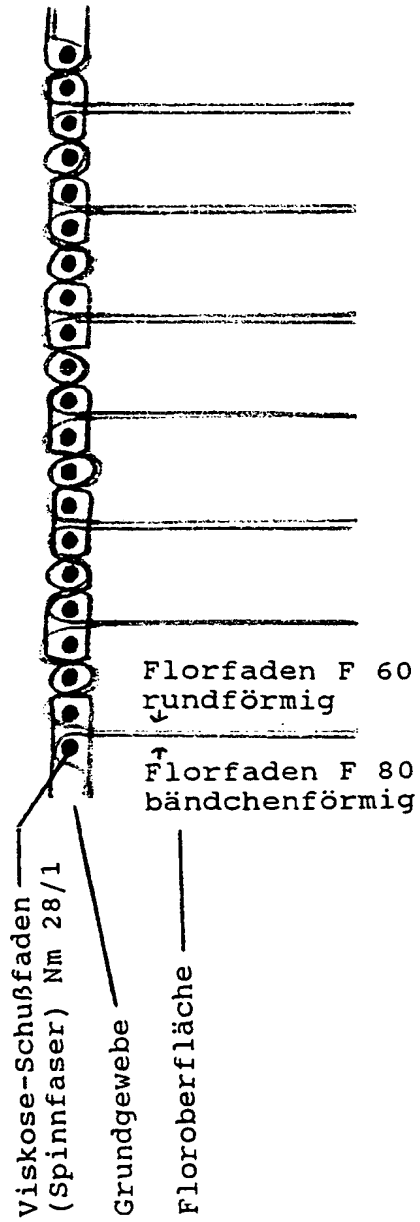 Florfaden F 60
rundförmig
Florfaden F 80
bändchenförmig
Viskose-Schußfaden
(Spinnfaser) Nm 28/1
Grundgewebe
Floroberfläche